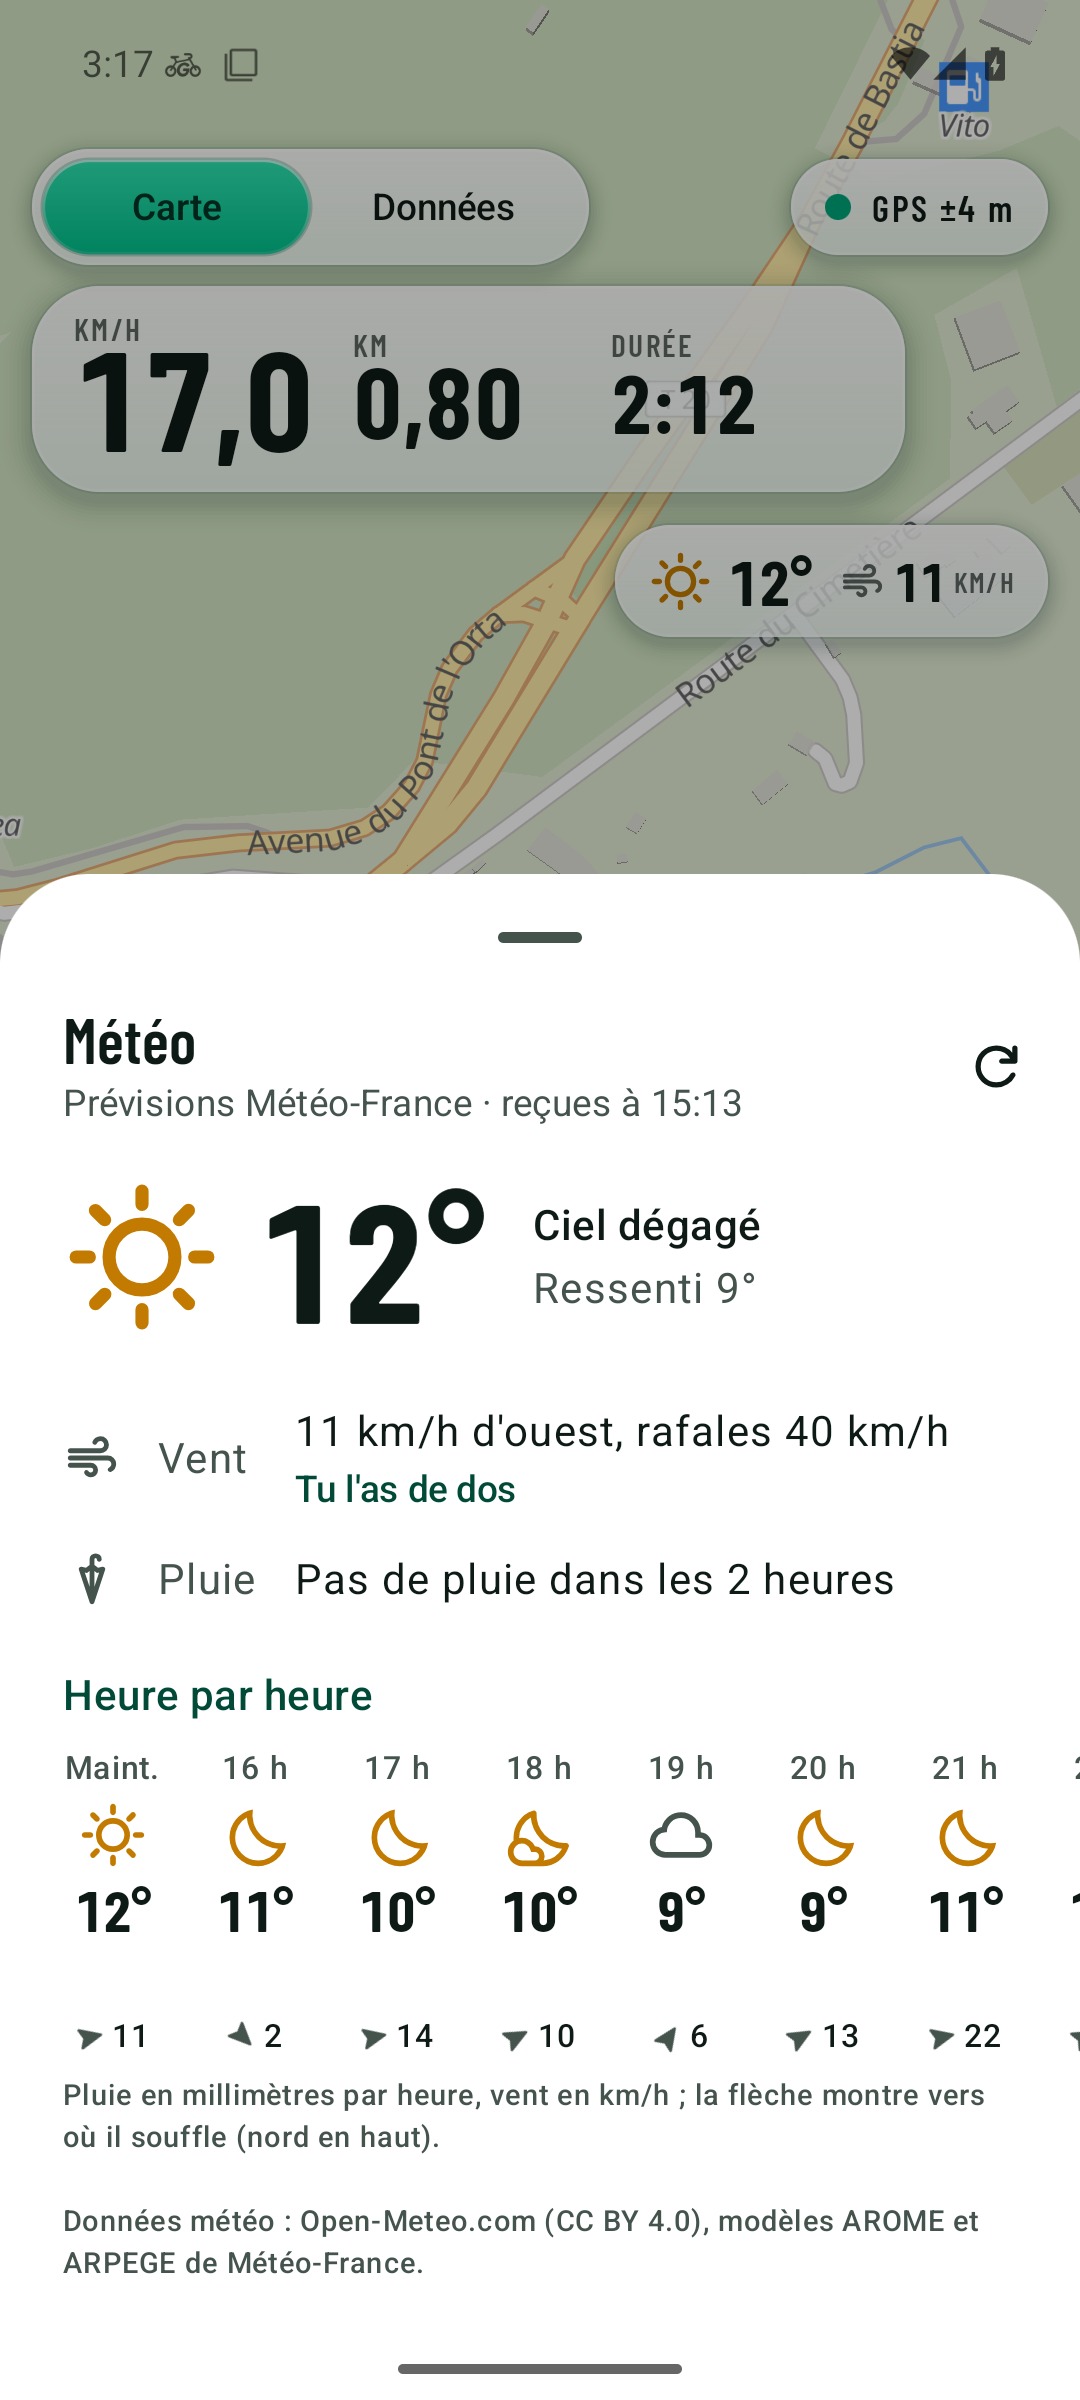 3:17
Route de Bastia
Vito
Carte
Données
GPS ±4 m
KM/H
KM
DURÉE
17,0
0,80
2:12
12°
11 KM/H
Route du Cimetière
Avenue du Pont de l'Orta
ea
Météo
Prévisions Météo-France · reçues à 15:13
12°
Ciel dégagé
Ressenti 9°
Vent
11 km/h d'ouest, rafales 40 km/h
Tu l'as de dos
Pluie
Pas de pluie dans les 2 heures
Heure par heure
Maint. 16 h 17 h 18 h 19 h 20 h 21 h
12° 11° 10° 10° 9° 9° 11°
11 2 14 10 6 13 22
Pluie en millimètres par heure, vent en km/h ; la flèche montre vers
où il souffle (nord en haut).
Données météo : Open-Meteo.com (CC BY 4.0), modèles AROME et
ARPEGE de Météo-France.